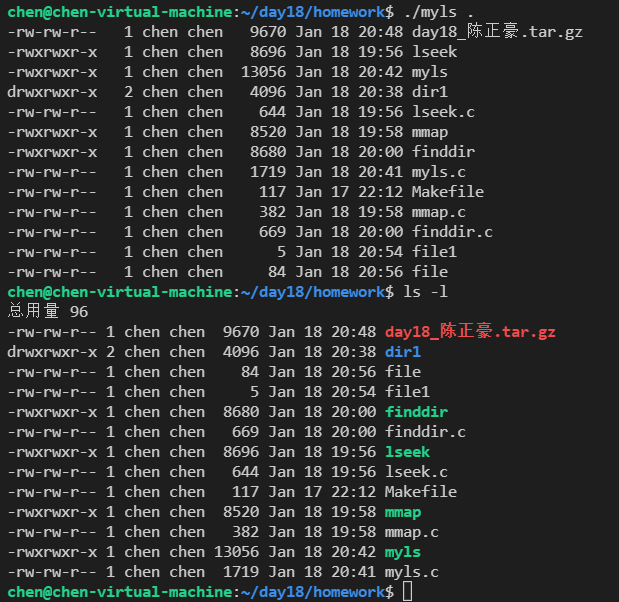 chen@chen-virtual-machine:~/day18/homework$ ./myls .
-rw-rw-r--   1 chen chen   9670 Jan 18 20:48 day18_陈正豪.tar.gz
-rwxrwxr-x   1 chen chen   8696 Jan 18 19:56 lseek
-rwxrwxr-x   1 chen chen  13056 Jan 18 20:42 myls
drwxrwxr-x   2 chen chen   4096 Jan 18 20:38 dir1
-rw-rw-r--   1 chen chen    644 Jan 18 19:56 lseek.c
-rwxrwxr-x   1 chen chen   8520 Jan 18 19:58 mmap
-rwxrwxr-x   1 chen chen   8680 Jan 18 20:00 finddir
-rw-rw-r--   1 chen chen   1719 Jan 18 20:41 myls.c
-rw-rw-r--   1 chen chen    117 Jan 17 22:12 Makefile
-rw-rw-r--   1 chen chen    382 Jan 18 19:58 mmap.c
-rw-rw-r--   1 chen chen    669 Jan 18 20:00 finddir.c
-rw-rw-r--   1 chen chen      5 Jan 18 20:54 file1
-rw-rw-r--   1 chen chen     84 Jan 18 20:56 file
chen@chen-virtual-machine:~/day18/homework$ ls -l
总用量 96
-rw-rw-r-- 1 chen chen  9670 Jan 18 20:48 day18_陈正豪.tar.gz
drwxrwxr-x 2 chen chen  4096 Jan 18 20:38 dir1
-rw-rw-r-- 1 chen chen    84 Jan 18 20:56 file
-rw-rw-r-- 1 chen chen     5 Jan 18 20:54 file1
-rwxrwxr-x 1 chen chen  8680 Jan 18 20:00 finddir
-rw-rw-r-- 1 chen chen   669 Jan 18 20:00 finddir.c
-rwxrwxr-x 1 chen chen  8696 Jan 18 19:56 lseek
-rw-rw-r-- 1 chen chen   644 Jan 18 19:56 lseek.c
-rw-rw-r-- 1 chen chen   117 Jan 17 22:12 Makefile
-rwxrwxr-x 1 chen chen  8520 Jan 18 19:58 mmap
-rw-rw-r-- 1 chen chen   382 Jan 18 19:58 mmap.c
-rwxrwxr-x 1 chen chen 13056 Jan 18 20:42 myls
-rw-rw-r-- 1 chen chen  1719 Jan 18 20:41 myls.c
chen@chen-virtual-machine:~/day18/homework$